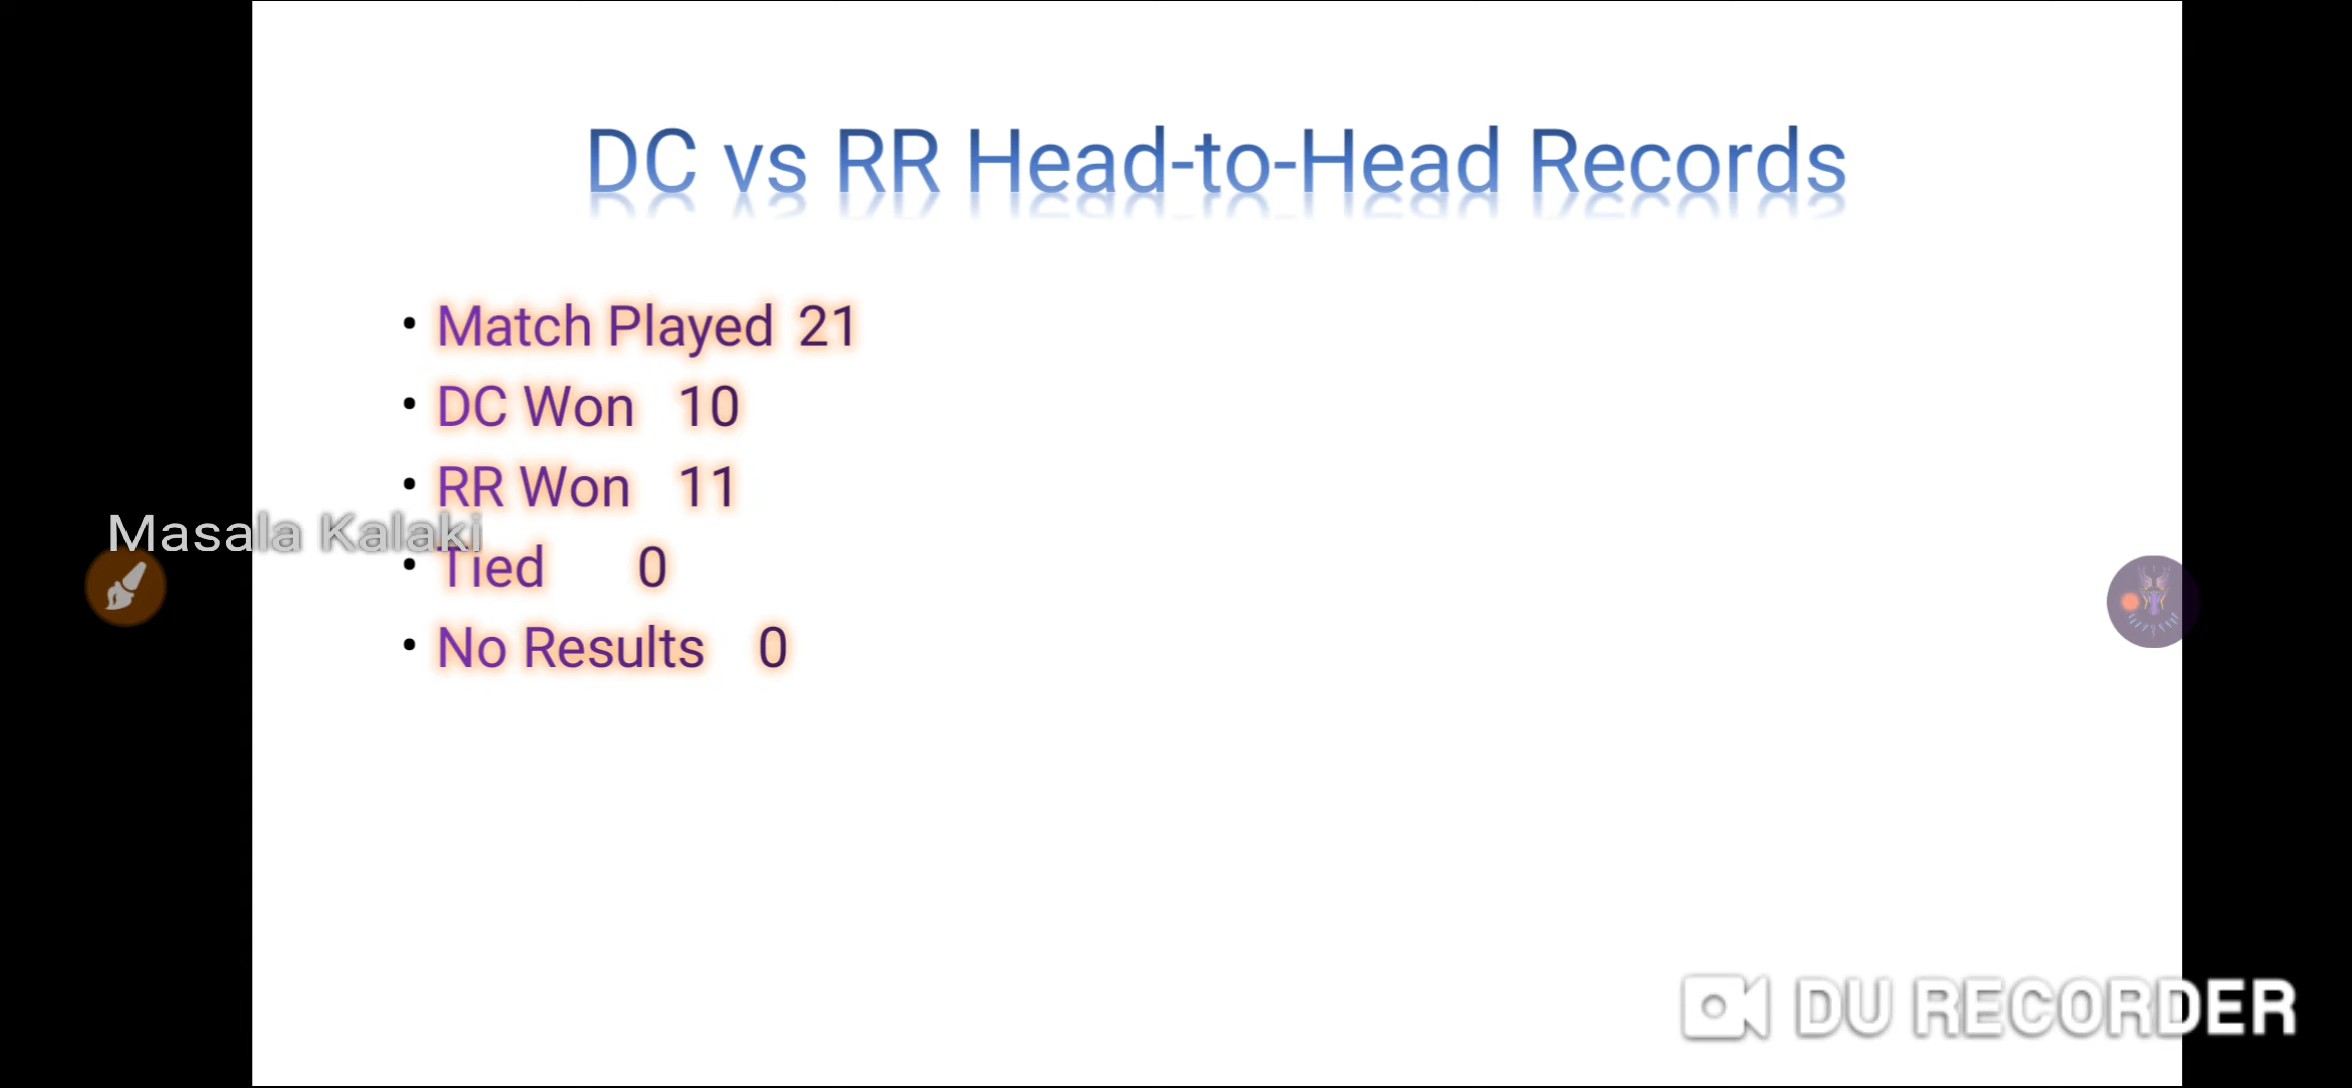 DC vs RR Head-to-Head Records
• Match Played 21
• DC Won 10
• RR Won 11
Masala Kalaki
• Tied 0
• No Results 0
DU RECORDER